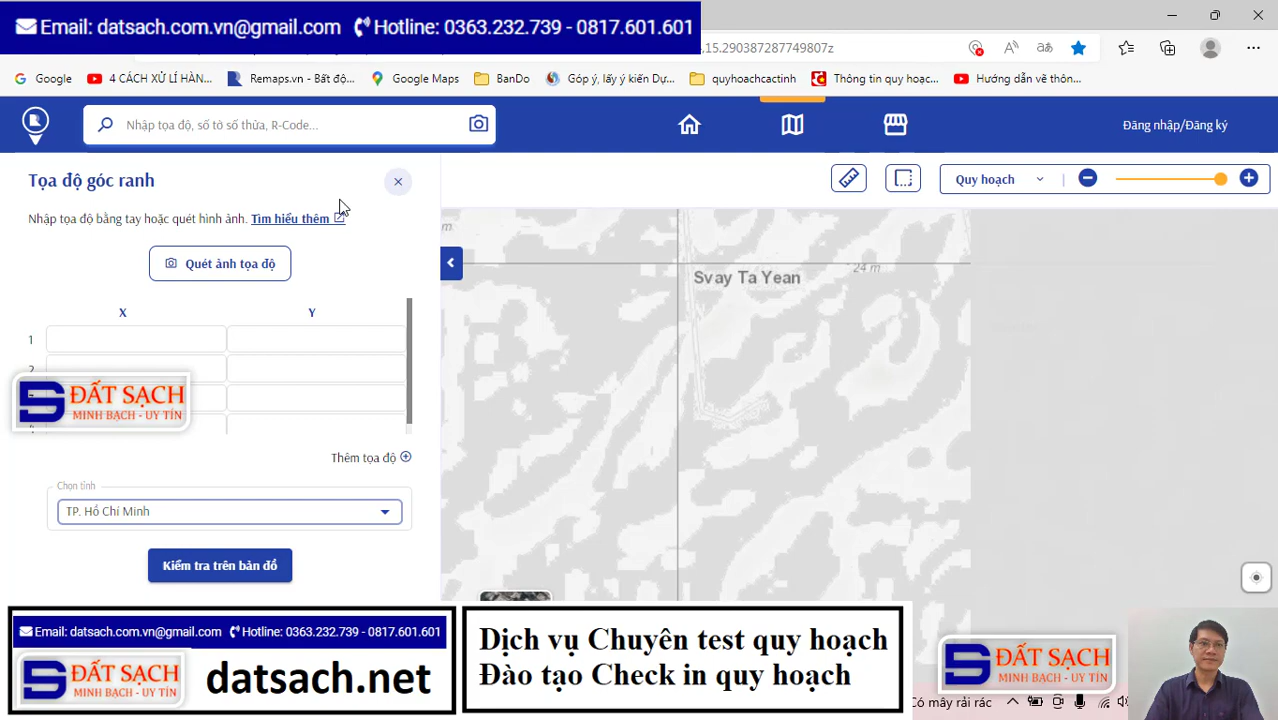 Email: datsach.com.vn@gmail.com Hotline: 0363.232.739 - 0817.601.601
,15.290387287749807z
Google 4 CÁCH XỬ LÍ HÀN... Remaps.vn - Bất độ... Google Maps BanDo Góp ý, lấy ý kiến Dự... quyhoachcactinh Thông tin quy hoạc... Hướng dẫn về thôn...
Nhập tọa độ, số tờ số thửa, R-Code...
Đăng nhập/Đăng ký
Tọa độ góc ranh
Quy hoạch
Nhập tọa độ bằng tay hoặc quét hình ảnh. Tìm hiểu thêm
m
Quét ảnh tọa độ
24 m
Svay Ta Yean
X Y
1
2
ĐẤT SẠCH
MINH BẠCH - UY TÍN
Thêm tọa độ
Chọn tỉnh
TP. Hồ Chí Minh
Kiểm tra trên bản đồ
Email: datsach.com.vn@gmail.com Hotline: 0363.232.739 - 0817.601.601
ĐẤT SẠCH
MINH BẠCH - UY TÍN
datsach.net
Dịch vụ Chuyên test quy hoạch
Đào tạo Check in quy hoạch
ĐẤT SẠCH
MINH BẠCH - UY TÍN
Có mây rải rác